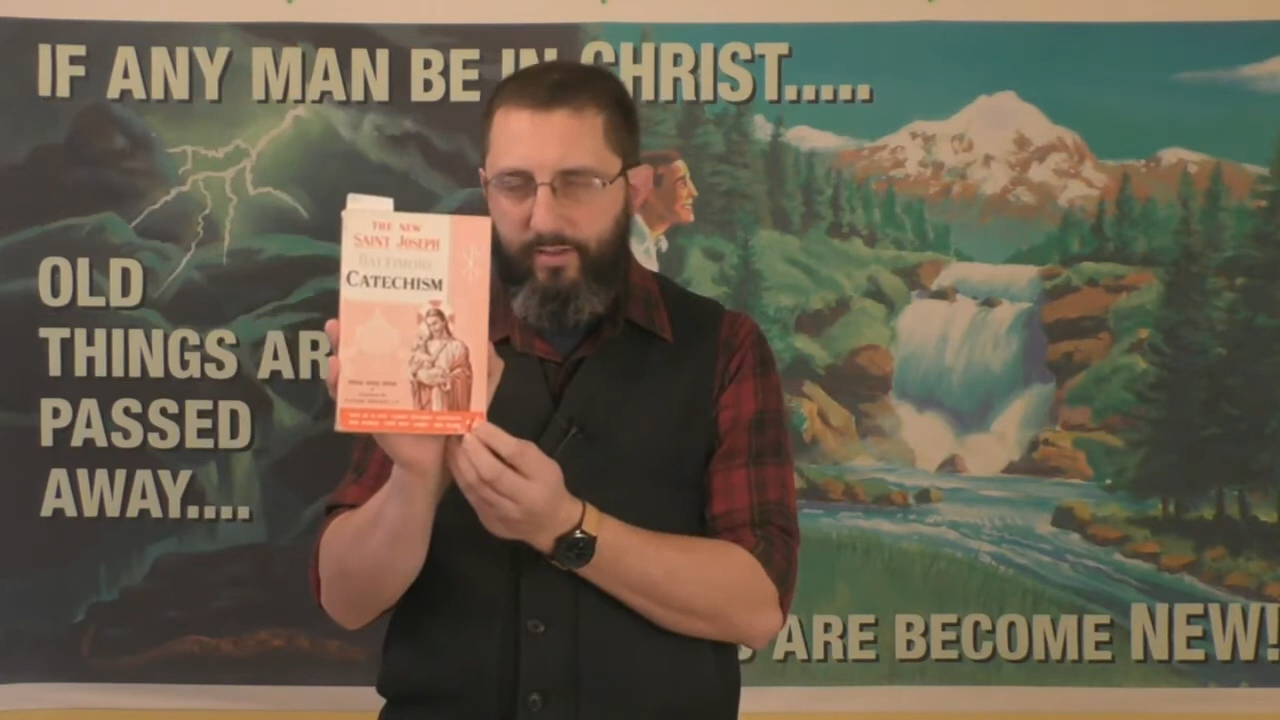 IF ANY MAN BE IN CHRIST.....
OLD
THINGS AR
PASSED
AWAY....
ARE BECOME NEW!
THE NEW
SAINT JOSEPH
BALTIMORE
CATECHISM